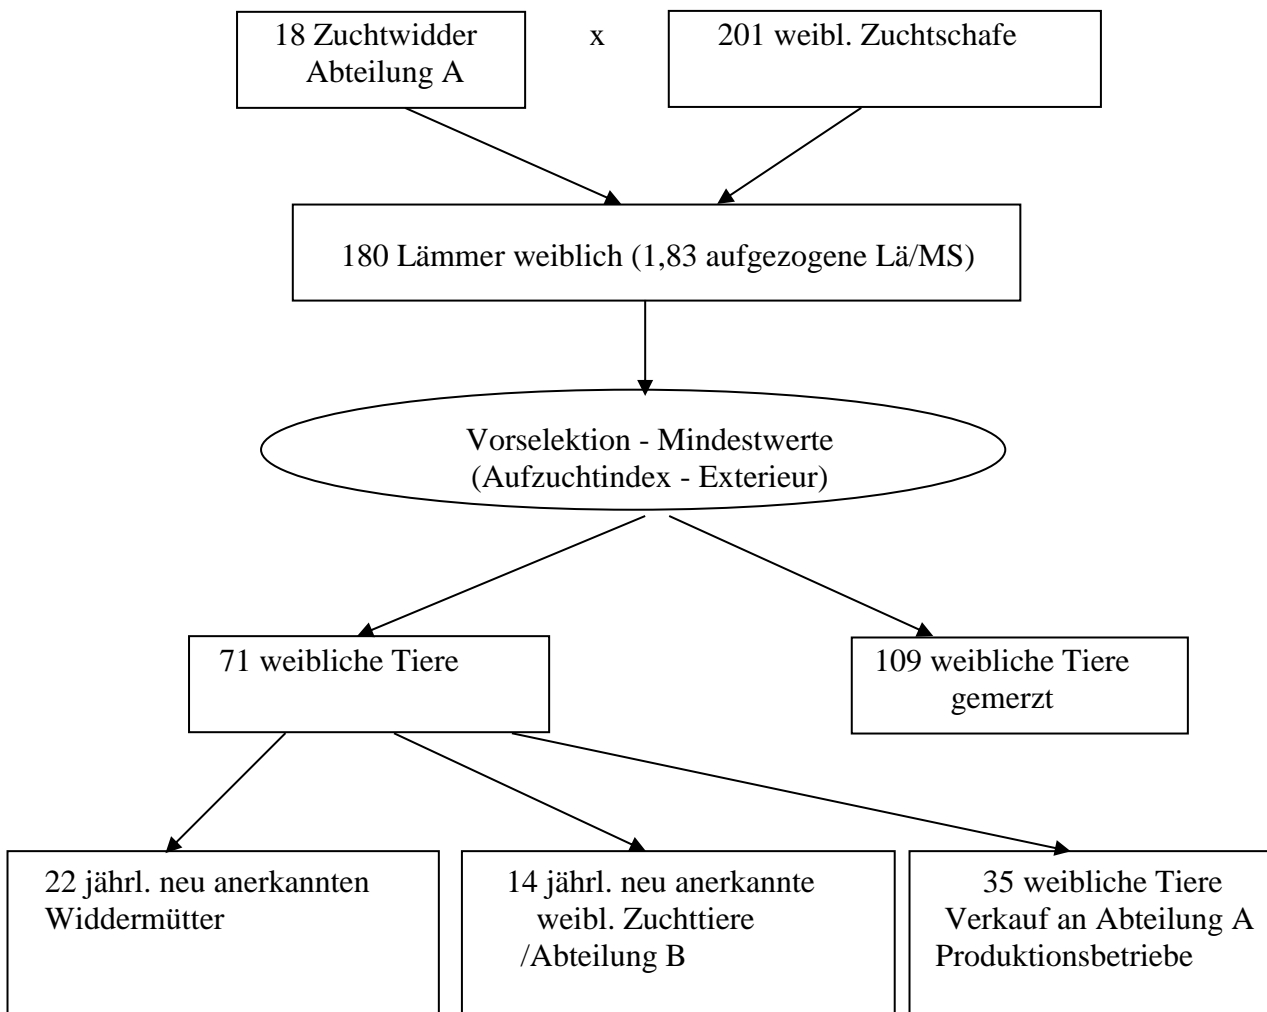 18 Zuchtwidder
Abteilung A
x
201 weibl. Zuchtschafe
180 Lämmer weiblich (1,83 aufgezogene Lä/MS)
Vorselektion - Mindestwerte
(Aufzuchtindex - Exterieur)
71 weibliche Tiere
109 weibliche Tiere
gemerzt
22 jährl. neu anerkannten
Widdermütter
14 jährl. neu anerkannte
weibl. Zuchttiere
/Abteilung B
35 weibliche Tiere
Verkauf an Abteilung A
Produktionsbetriebe